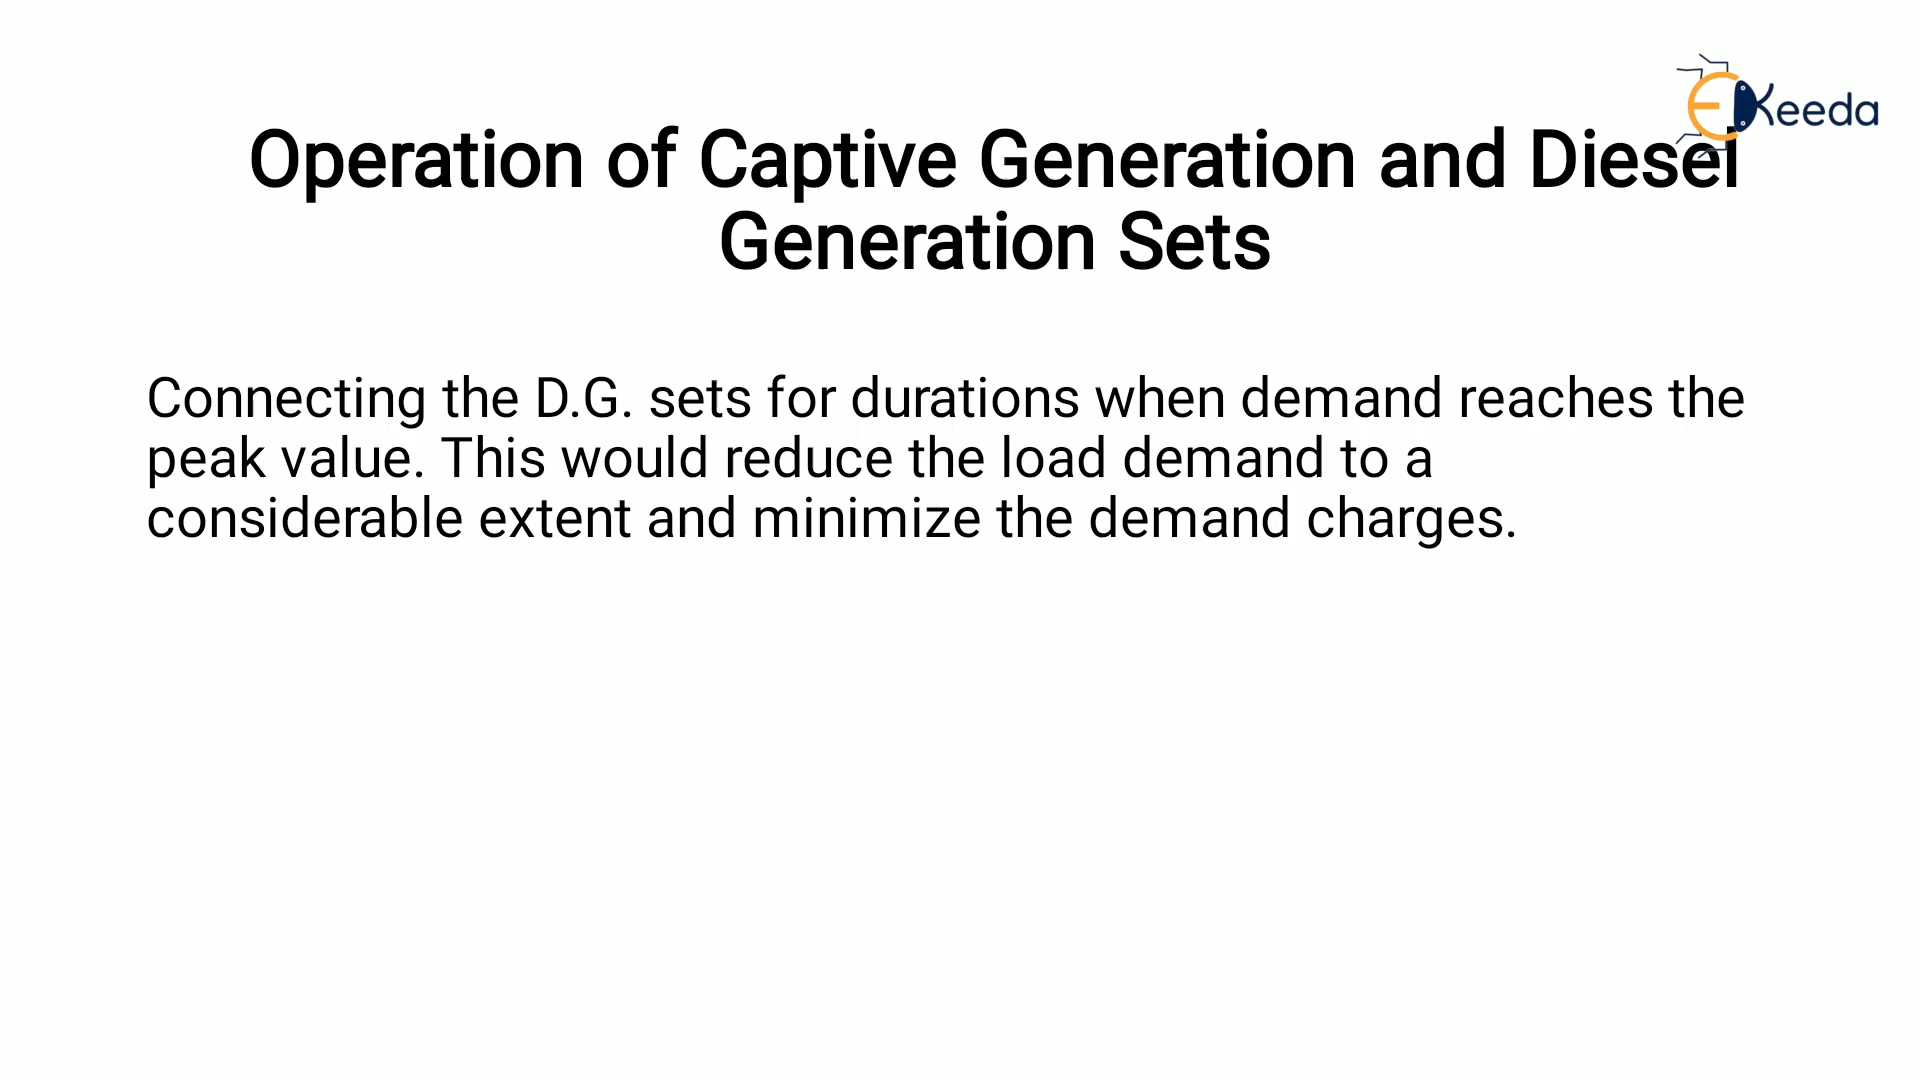 EKeeda
Operation of Captive Generation and Diesel
Generation Sets
Connecting the D.G. sets for durations when demand reaches the
peak value. This would reduce the load demand to a
considerable extent and minimize the demand charges.